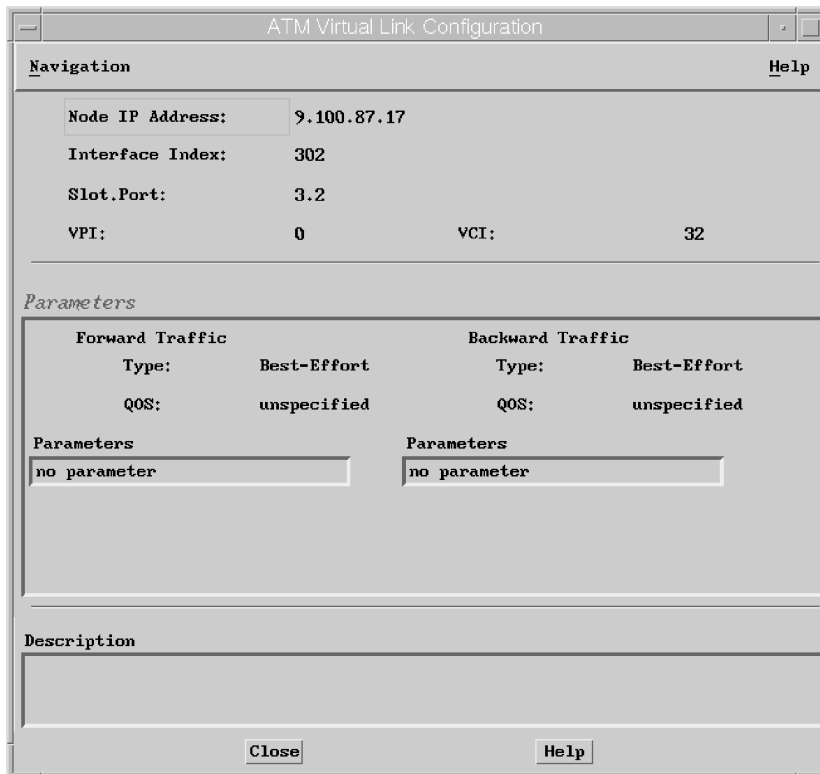 ATM Virtual Link Configuration
Navigation Help
Node IP Address: 9.100.87.17
Interface Index: 302
Slot.Port: 3.2
VPI: 0 VCI: 32
Parameters
Forward Traffic Backward Traffic
Type: Best-Effort Type: Best-Effort
QOS: unspecified QOS: unspecified
Parameters Parameters
no parameter no parameter
Description
Close Help